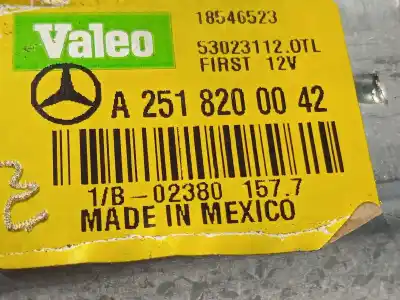 Valeo
18546523
53023112.OTL
FIRST 12V
A 251 820 00 42
1/B-02380 157.7
MADE IN MEXICO